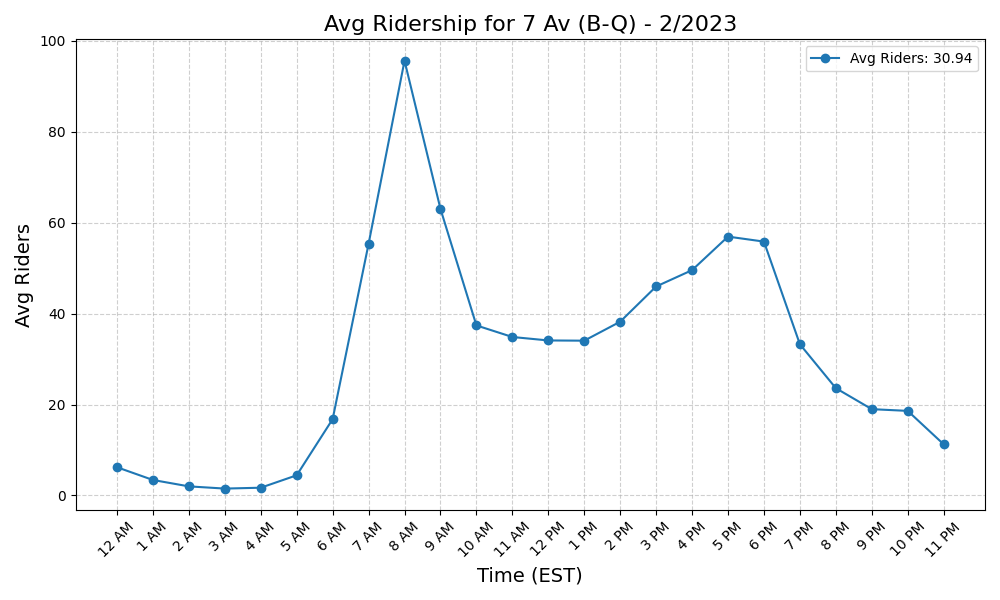 Avg Ridership for 7 Av (B-Q) - 2/2023
Avg Riders: 30.94
Avg Riders
100
80
60
40
20
0
12 AM
1 AM
2 AM
3 AM
4 AM
5 AM
6 AM
7 AM
8 AM
9 AM
10 AM
11 AM
12 PM
1 PM
2 PM
3 PM
4 PM
5 PM
6 PM
7 PM
8 PM
9 PM
10 PM
11 PM
Time (EST)